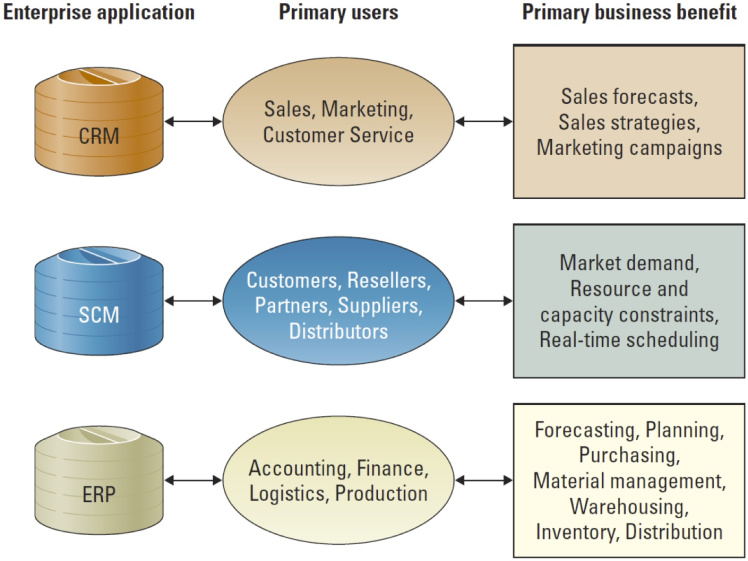 Enterprise application
Primary users
Primary business benefit
CRM
Sales, Marketing,
Customer Service
Sales forecasts,
Sales strategies,
Marketing campaigns
SCM
Customers, Resellers,
Partners, Suppliers,
Distributors
Market demand,
Resource and
capacity constraints,
Real-time scheduling
ERP
Accounting, Finance,
Logistics, Production
Forecasting, Planning,
Purchasing,
Material management,
Warehousing,
Inventory, Distribution